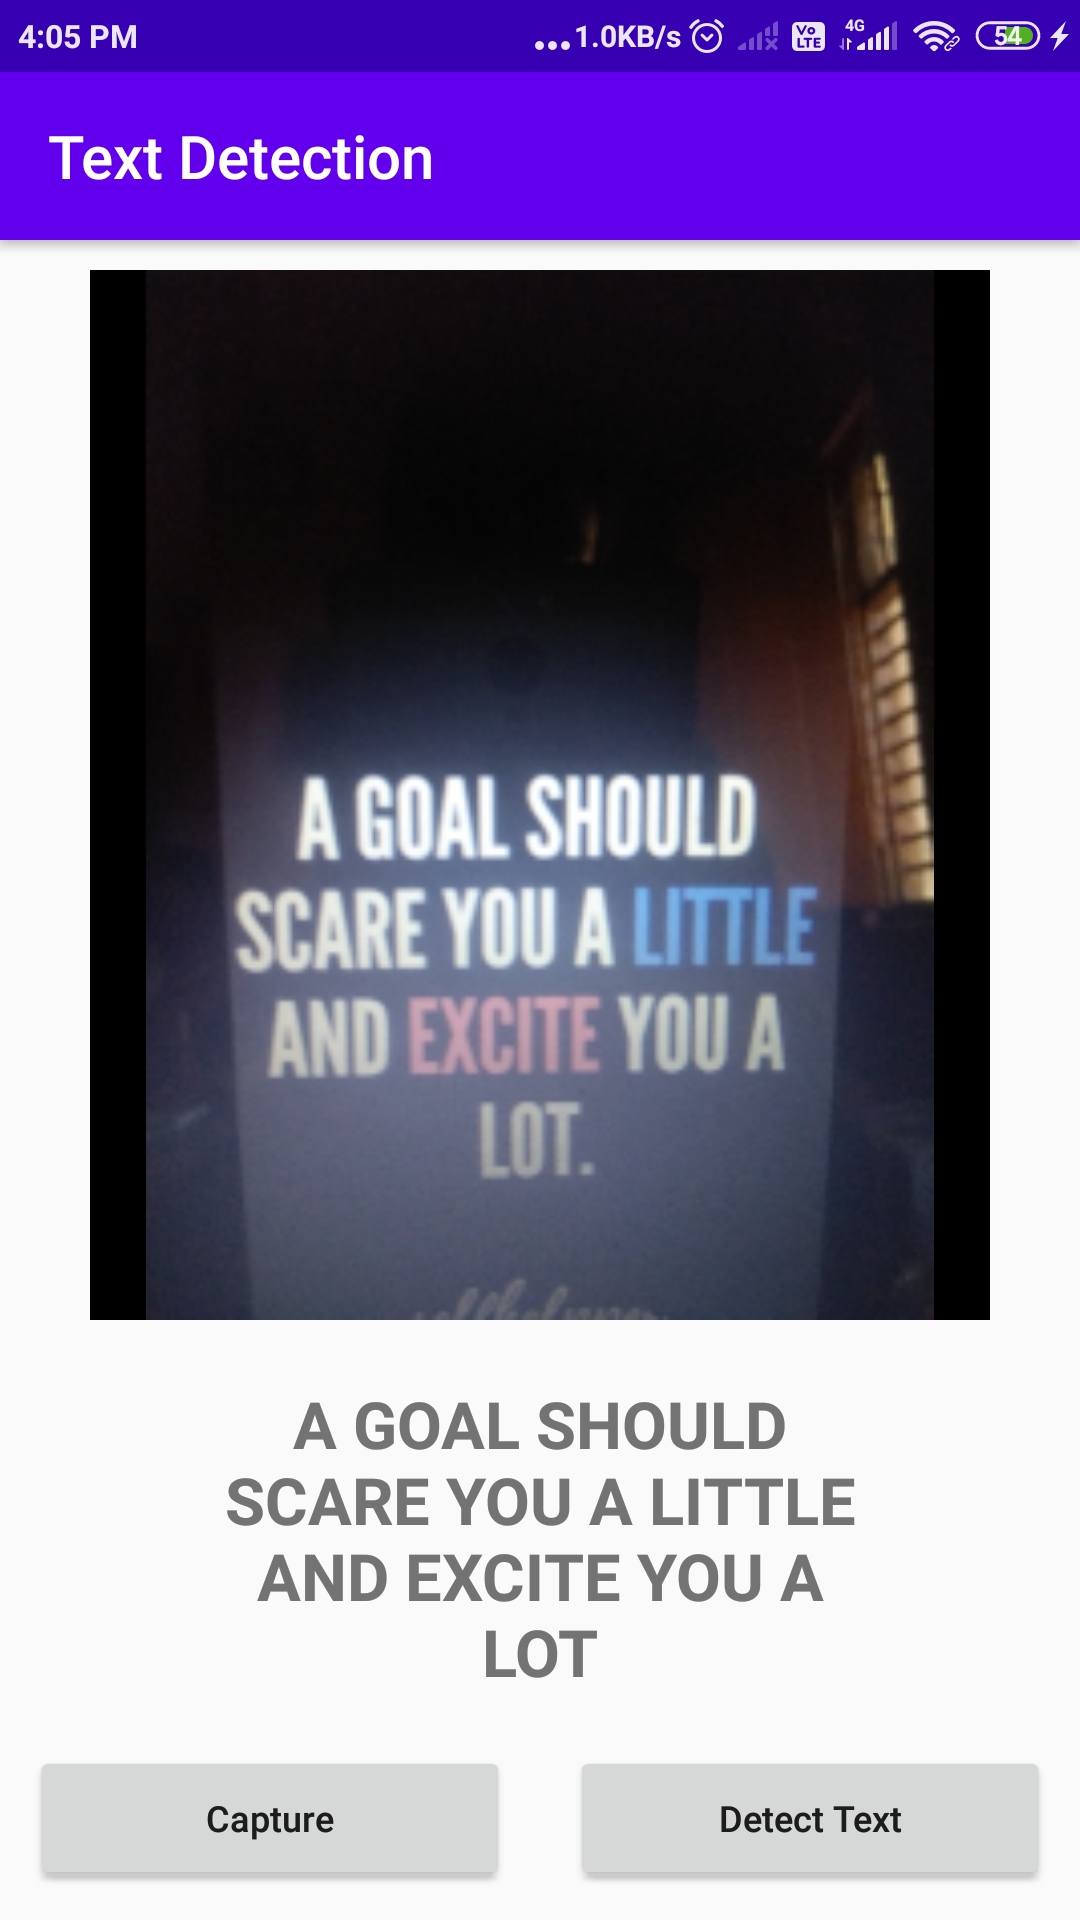 4:05 PM ...1.0KB/s Vo LTE 4G 54
Text Detection
A GOAL SHOULD
SCARE YOU A LITTLE
AND EXCITE YOU A
LOT.
A GOAL SHOULD
SCARE YOU A LITTLE
AND EXCITE YOU A
LOT
Capture Detect Text